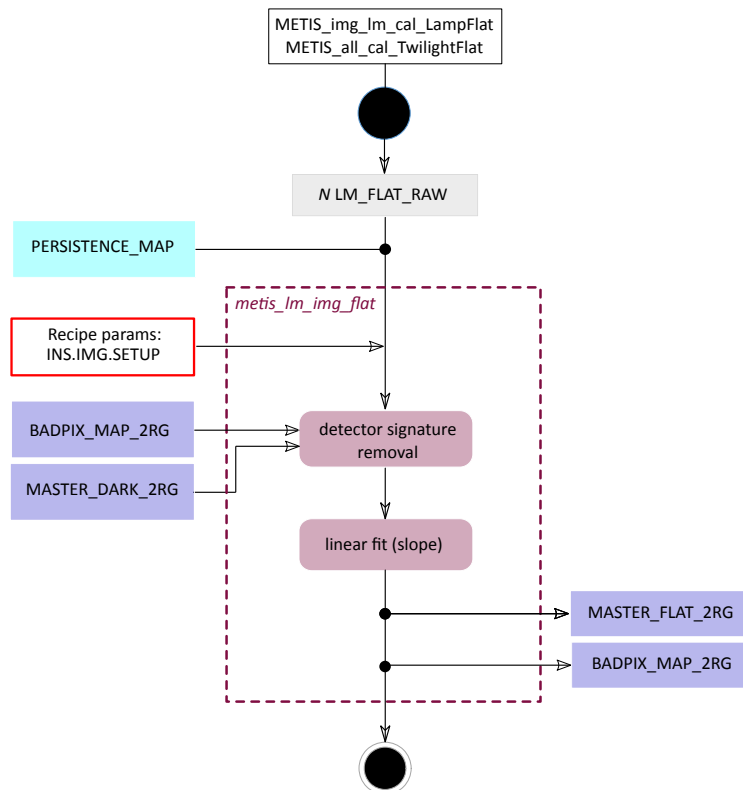 METIS_img_lm_cal_LampFlat
METIS_all_cal_TwilightFlat
N LM_FLAT_RAW
PERSISTENCE_MAP
metis_lm_img_flat
Recipe params:
INS.IMG.SETUP
BADPIX_MAP_2RG
detector signature
removal
MASTER_DARK_2RG
linear fit (slope)
MASTER_FLAT_2RG
BADPIX_MAP_2RG